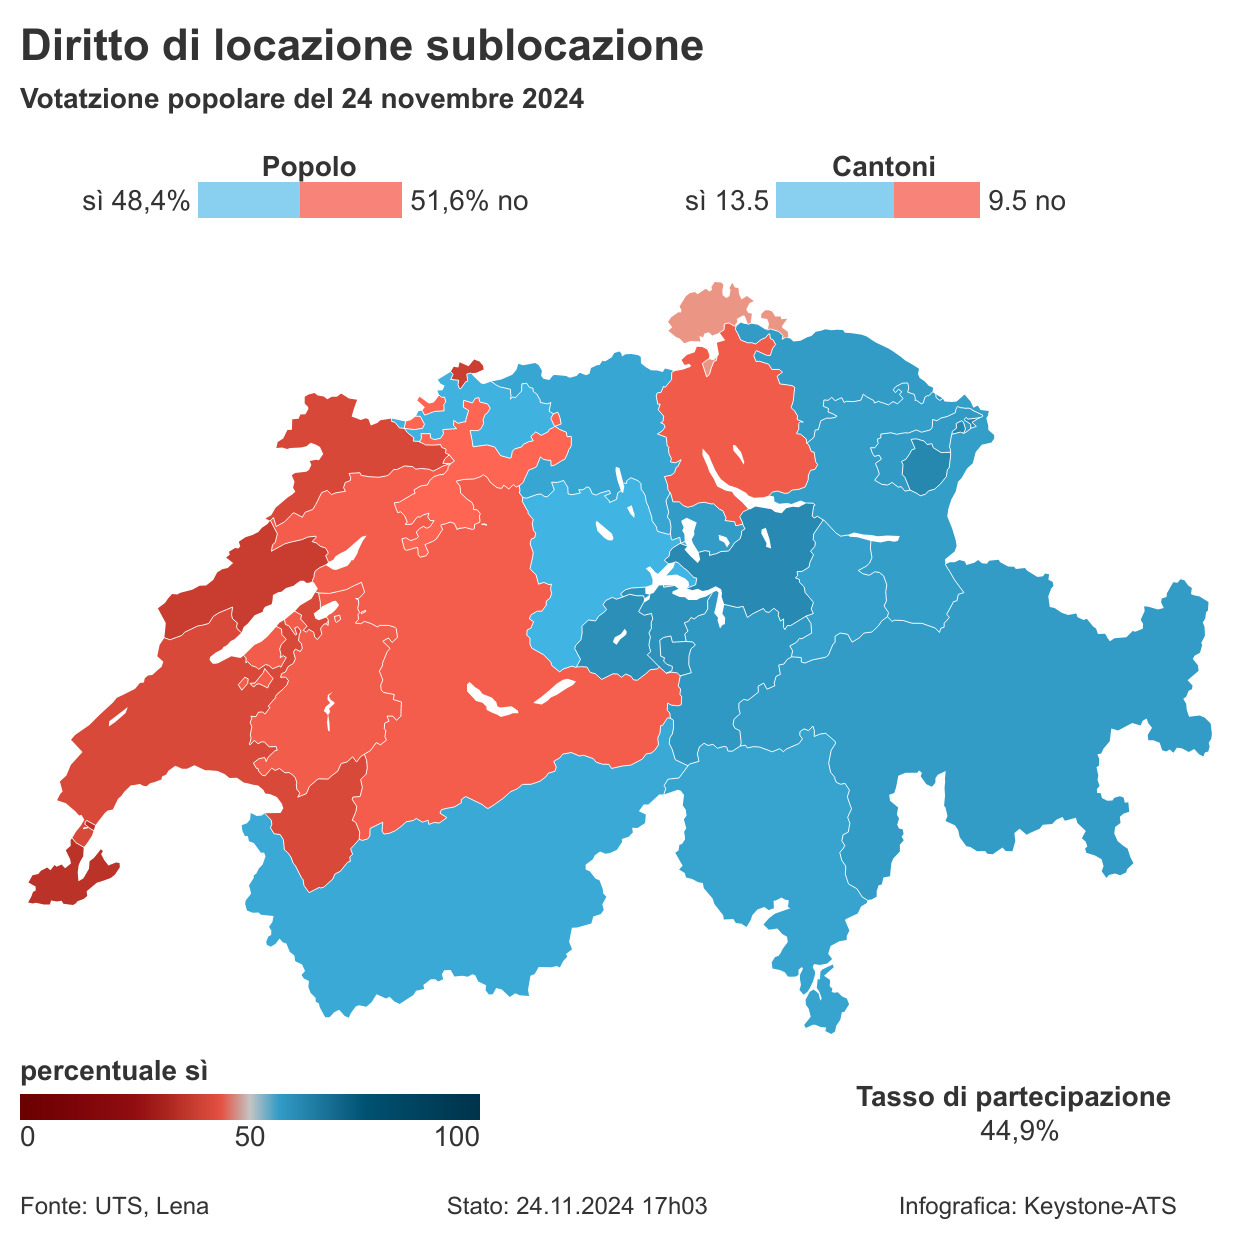 Diritto di locazione sublocazione
Votatzione popolare del 24 novembre 2024
Popolo
sì 48,4% 51,6% no
Cantoni
sì 13.5 9.5 no
percentuale sì
0 50 100
Tasso di partecipazione
44,9%
Fonte: UTS, Lena
Stato: 24.11.2024 17h03
Infografica: Keystone-ATS